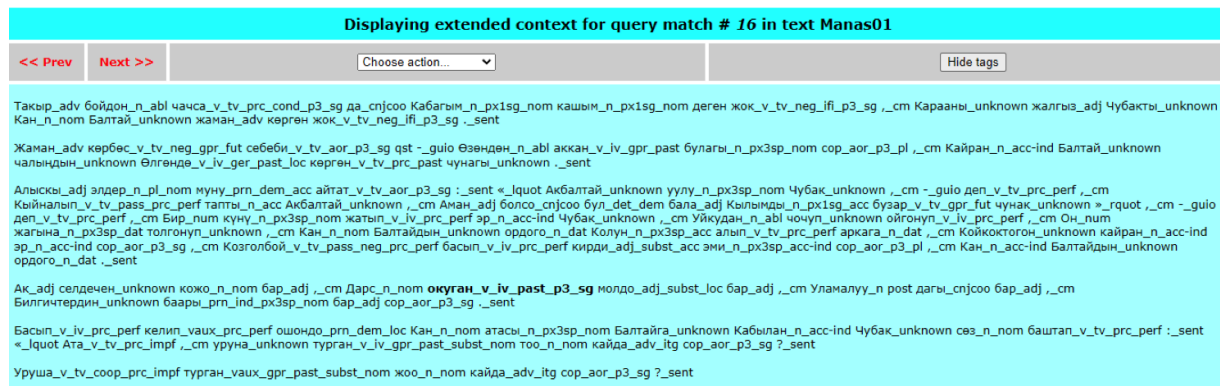 Displaying extended context for query match # 16 in text Manas01
<< Prev Next >> Choose action... Hide tags
Такыр_adv бойдон_n_abl чачса_v_tv_prc_cond_p3_sg да_cnjcoo Кабагым_n_px1sg_nom кашым_n_px1sg_nom деген жок_v_tv_neg_ifi_p3_sg ,_cm Карааны_unknown жалгыз_adj Чубакты_unknown
Кан_n_nom Балтай_unknown жаман_adv көргөн жок_v_tv_neg_ifi_p3_sg ._sent
Жаман_adv көрбөс_v_tv_neg_gpr_fut себеби_v_tv_aor_p3_sg qst -_guio Өзөндөн_n_abl аккан_v_iv_gpr_past булагы_n_px3sp_nom cop_aor_p3_pl ,_cm Кайран_n_acc-ind Балтай_unknown
чалыңдын_unknown Өлгөндө_v_iv_ger_past_loc көргөн_v_tv_prc_past чунагы_unknown ._sent
Алыскы_adj элдер_n_pl_nom муну_prn_dem_acc айтат_v_tv_aor_p3_sg :_sent «_lquot Акбалтай_unknown уулу_n_px3sp_nom Чубак_unknown ,_cm -_guio деп_v_tv_prc_perf ,_cm
Кыйналып_v_tv_pass_prc_perf тапты_n_acc Акбалтай_unknown ,_cm Аман_adj болсо_cnjcoo бул_det_dem бала_adj Кылымды_n_px1sg_acc бузар_v_tv_gpr_fut чунак_unknown »_rquot ,_cm -_guio
деп_v_tv_prc_perf ,_cm Бир_num күнү_n_px3sp_nom жатып_v_iv_prc_perf эр_n_acc-ind Чубак_unknown ,_cm Уйкудан_n_abl чочуп_unknown ойгонуп_v_iv_prc_perf ,_cm Он_num
жагына_n_px3sp_dat толгонуп_unknown ,_cm Кан_n_nom Балтайдын_unknown ордого_n_dat Колун_n_px3sp_acc алып_v_tv_prc_perf аркага_n_dat ,_cm Койкоктогон_unknown кайран_n_acc-ind
эр_n_acc-ind cop_aor_p3_sg ,_cm Козголбой_v_tv_pass_neg_prc_perf басып_v_iv_prc_perf кирди_adj_subst_acc эми_n_px3sp_acc-ind cop_aor_p3_pl ,_cm Кан_n_acc-ind Балтайдын_unknown
ордого_n_dat ._sent
Ак_adj селдечен_unknown кожо_n_nom бар_adj ,_cm Дарс_n_nom окуган_v_iv_past_p3_sg молдо_adj_subst_loc бар_adj ,_cm Уламалуу_n post дагы_cnjcoo бар_adj ,_cm
Билгичтердин_unknown баары_prn_ind_px3sp_nom бар_adj cop_aor_p3_sg ._sent
Басып_v_iv_prc_perf келип_vaux_prc_perf ошондо_prn_dem_loc Кан_n_nom атасы_n_px3sp_nom Балтайга_unknown Кабылан_n_acc-ind Чубак_unknown сөз_n_nom баштап_v_tv_prc_perf :_sent
«_lquot Ата_v_tv_prc_impf ,_cm уруна_unknown турган_v_iv_gpr_past_subst_nom тоо_n_nom кайда_adv_itg cop_aor_p3_sg ?_sent
Уруша_v_tv_coop_prc_impf турган_vaux_gpr_past_subst_nom жоо_n_nom кайда_adv_itg cop_aor_p3_sg ?_sent